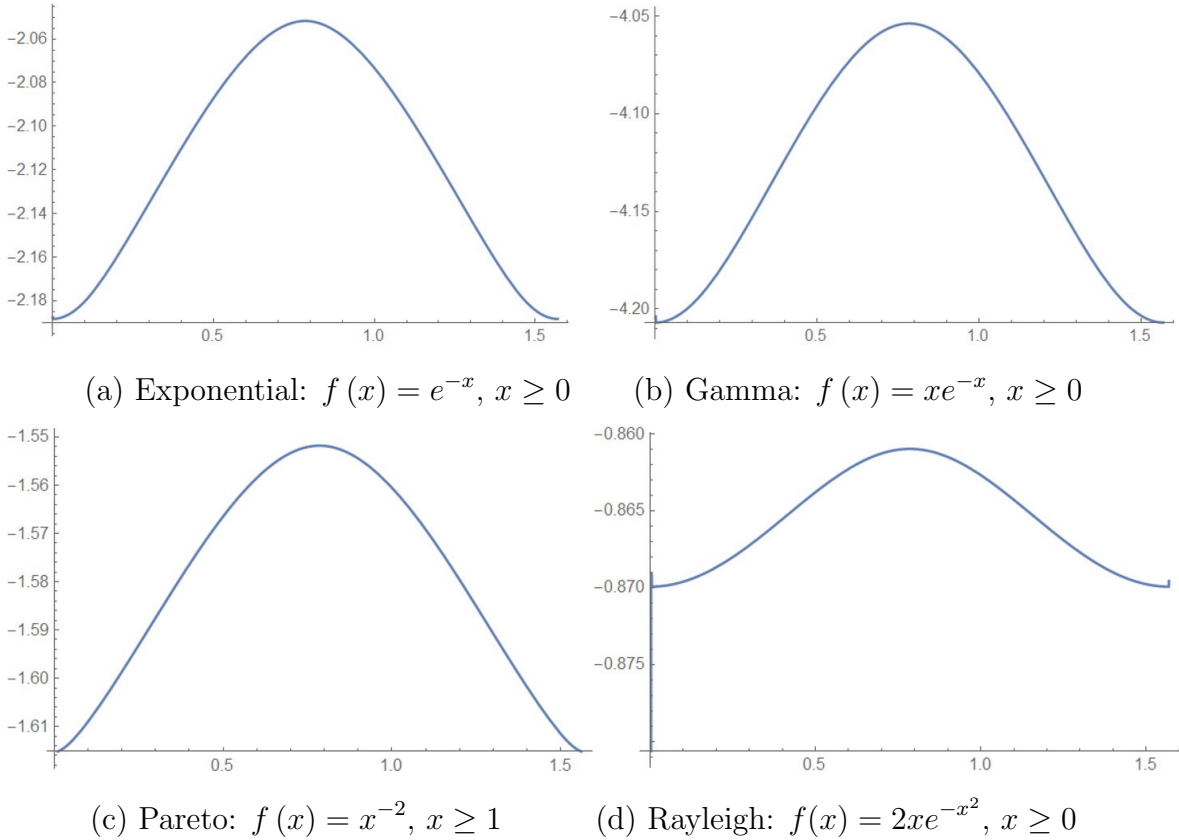 −2.06
−2.08
−2.10
−2.12
−2.14
−2.16
−2.18
0.5 1.0 1.5
(a) Exponential: f (x) = e^{−x}, x ≥ 0
−4.05
−4.10
−4.15
−4.20
0.5 1.0 1.5
(b) Gamma: f (x) = xe^{−x}, x ≥ 0
−1.55
−1.56
−1.57
−1.58
−1.59
−1.60
−1.61
0.5 1.0 1.5
(c) Pareto: f (x) = x^{−2}, x ≥ 1
−0.860
−0.865
−0.870
−0.875
0.5 1.0 1.5
(d) Rayleigh: f(x) = 2xe^{−x^2}, x ≥ 0